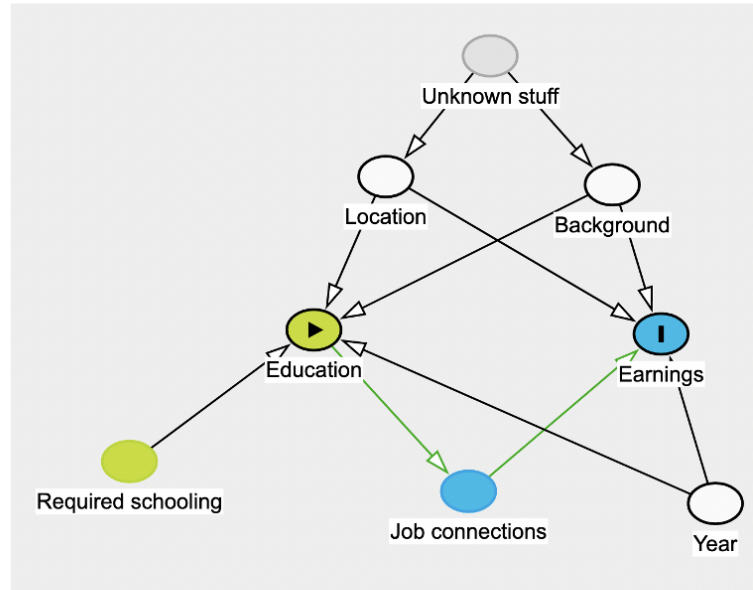 Unknown stuff
Location
Background
Education
Earnings
Required schooling
Job connections
Year